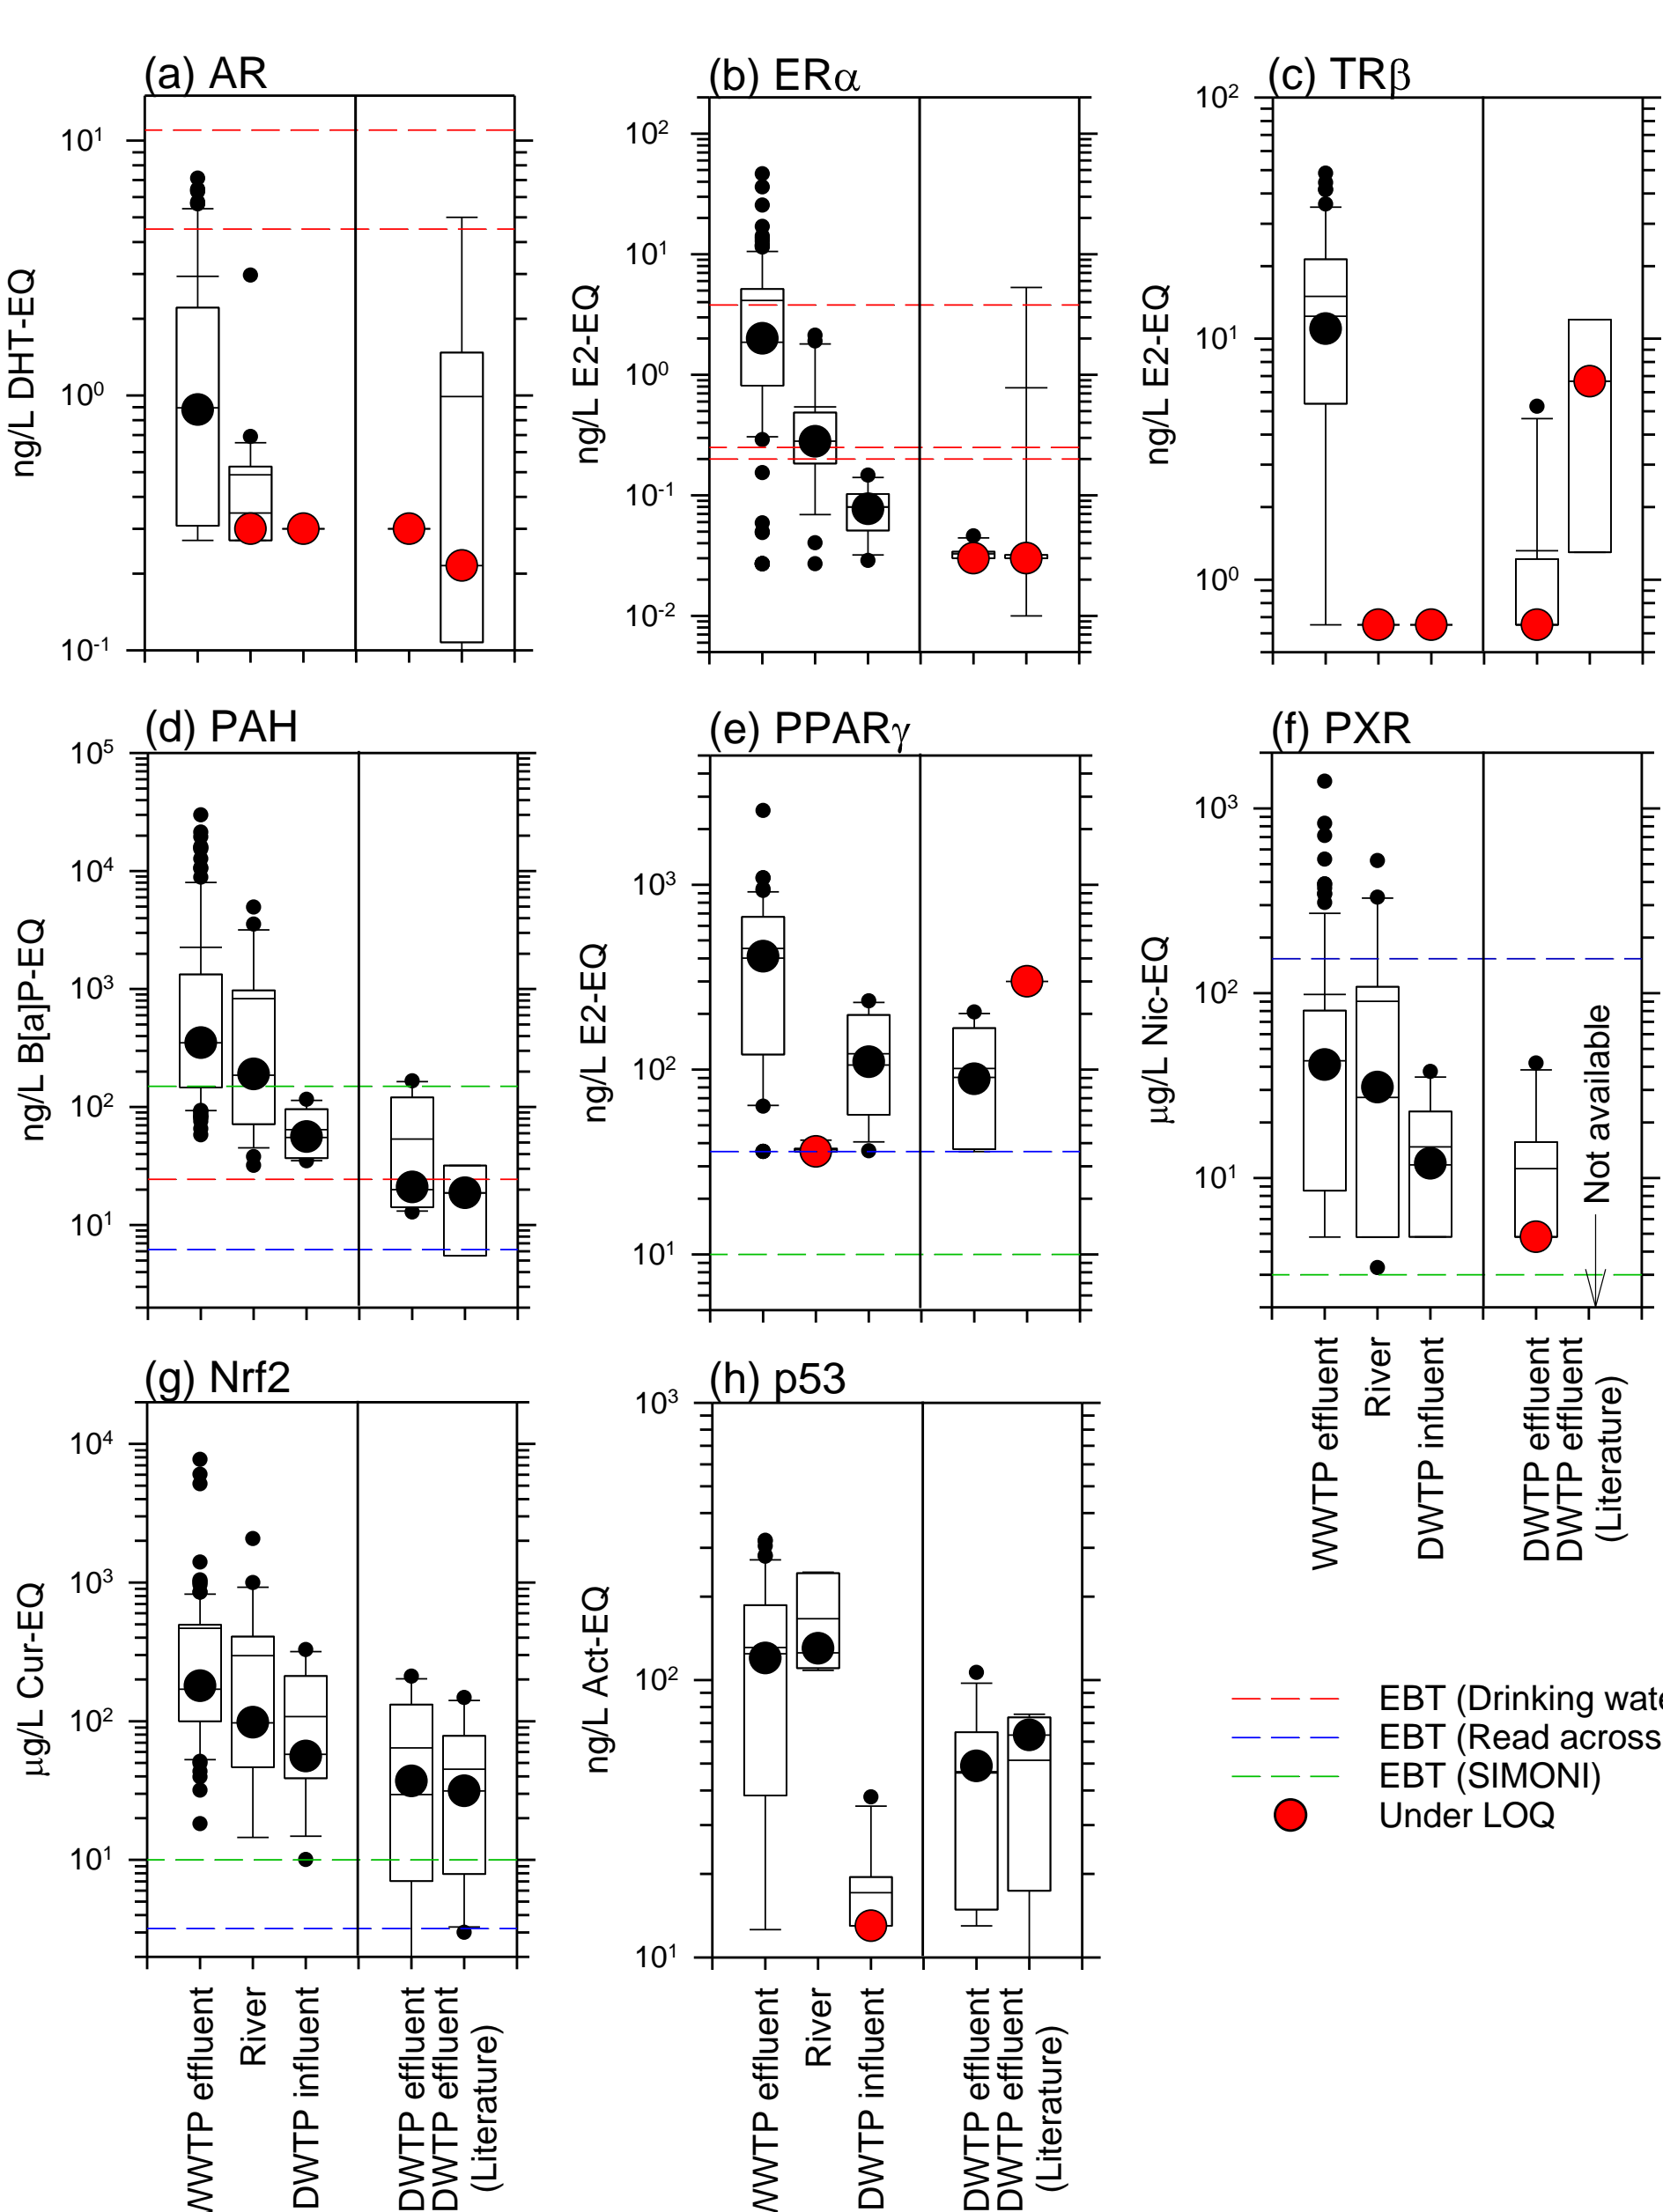 (a) AR
(b) ERα
(c) TRβ
ng/L DHT-EQ
10¹
10⁰
10⁻¹
ng/L E2-EQ
10²
10¹
10⁰
10⁻¹
10⁻²
ng/L E2-EQ
10²
10¹
10⁰
(d) PAH
(e) PPARγ
(f) PXR
ng/L B[a]P-EQ
10⁵
10⁴
10³
10²
10¹
ng/L E2-EQ
10³
10²
10¹
μg/L Nic-EQ
10³
10²
10¹
Not available
WWTP effluent
River
DWTP influent
DWTP effluent
DWTP effluent
(Literature)
(g) Nrf2
(h) p53
μg/L Cur-EQ
10⁴
10³
10²
10¹
ng/L Act-EQ
10³
10²
10¹
WWTP effluent
River
DWTP influent
DWTP effluent
DWTP effluent
(Literature)
WWTP effluent
River
DWTP influent
DWTP effluent
DWTP effluent
(Literature)
EBT (Drinking wate
EBT (Read across
EBT (SIMONI)
Under LOQ